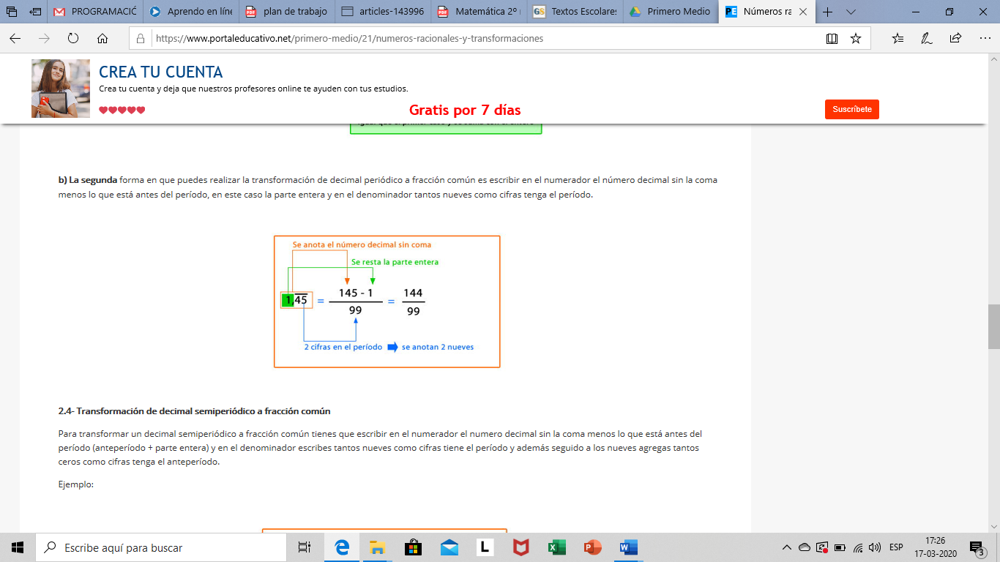 PROGRAMACIÓ
Aprendo en líne
plan de trabajo
articles-143996
Matemática 2º
Textos Escolares
Primero Medio
Números ra
https://www.portaleducativo.net/primero-medio/21/numeros-racionales-y-transformaciones
CREA TU CUENTA
Crea tu cuenta y deja que nuestros profesores online te ayuden con tus estudios.
Gratis por 7 días
Suscríbete
b) La segunda forma en que puedes realizar la transformación de decimal periódico a fracción común es escribir en el numerador el número decimal sin la coma
menos lo que está antes del período, en este caso la parte entera y en el denominador tantos nueves como cifras tenga el período.
Se anota el número decimal sin coma
Se resta la parte entera
145 - 1
144
1,4̅5̅ = =
99
99
2 cifras en el período se anotan 2 nueves
2.4- Transformación de decimal semiperiódico a fracción común
Para transformar un decimal semiperiódico a fracción común tienes que escribir en el numerador el numero decimal sin la coma menos lo que está antes del
período (anteperíodo + parte entera) y en el denominador escribes tantos nueves como cifras tiene el período y además seguido a los nueves agregas tantos
ceros como cifras tenga el anteperíodo.
Ejemplo:
Escribe aquí para buscar
ESP
17:26
17-03-2020
3